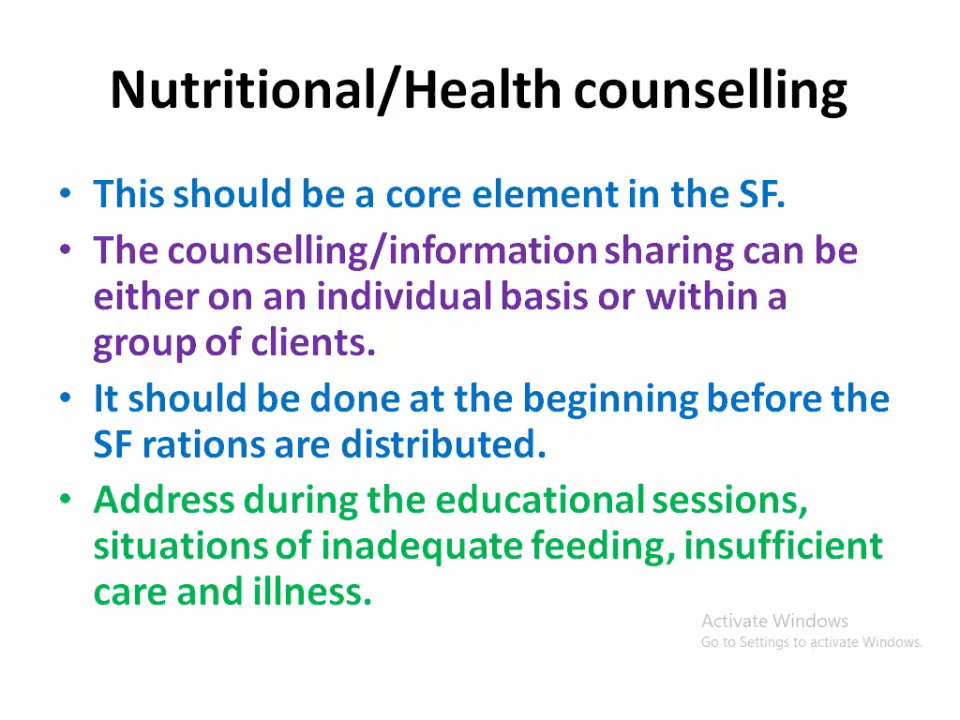 Nutritional/Health counselling
• This should be a core element in the SF.
• The counselling/information sharing can be
either on an individual basis or within a
group of clients.
• It should be done at the beginning before the
SF rations are distributed.
• Address during the educational sessions,
situations of inadequate feeding, insufficient
care and illness.
Activate Windows
Go to Settings to activate Windows.